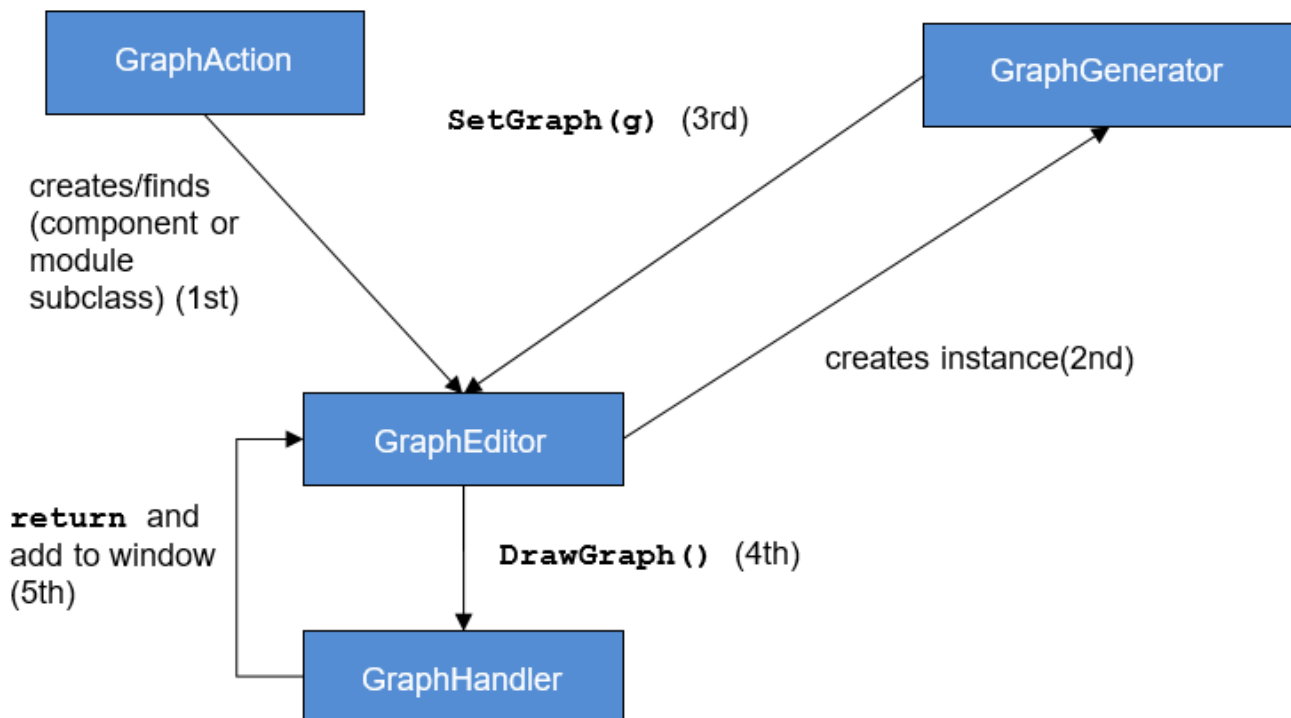 GraphAction
GraphGenerator
SetGraph(g) (3rd)
creates/finds
(component or
module
subclass) (1st)
creates instance(2nd)
GraphEditor
return and
add to window
(5th)
DrawGraph() (4th)
GraphHandler